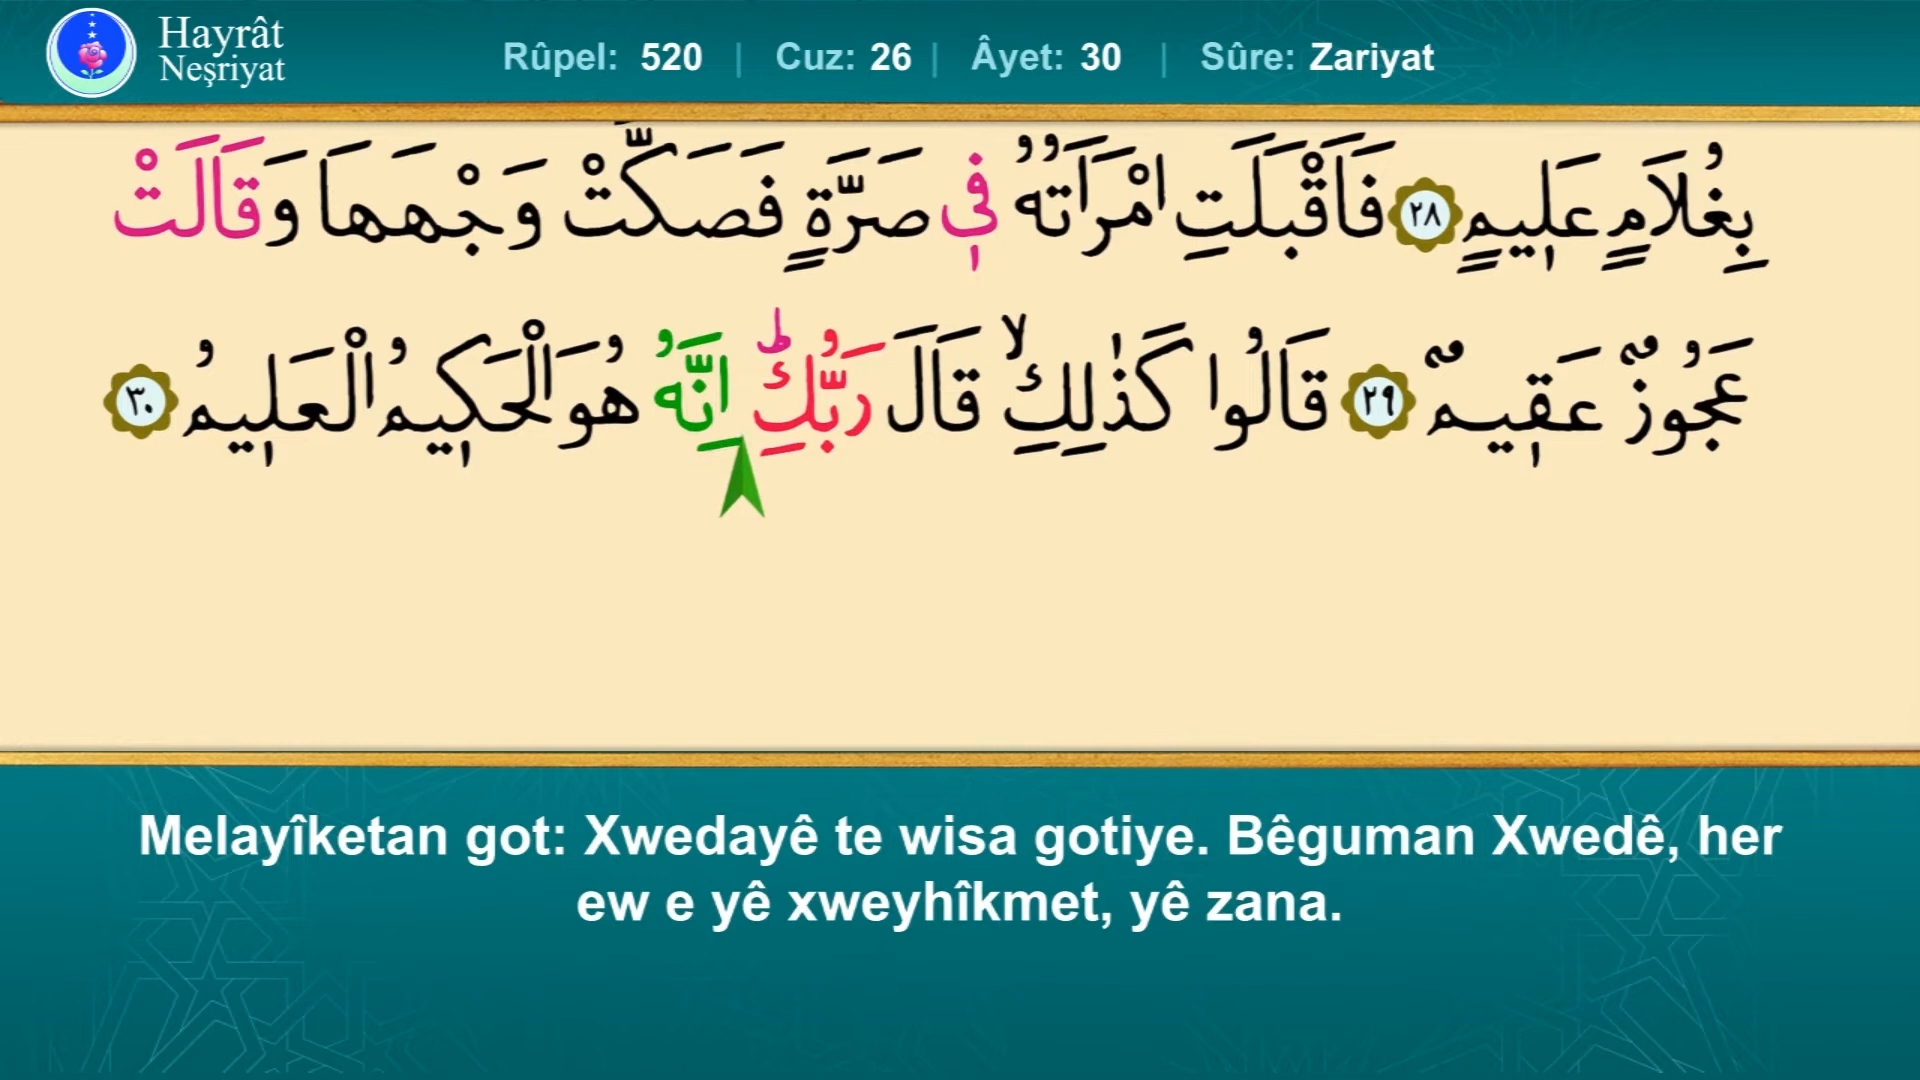 Hayrât
Neşriyat
Rûpel: 520 | Cuz: 26 | Âyet: 30 | Sûre: Zariyat
بِغُلَامٍ عَلٖيمٍ ﴿٢٨﴾ فَاَقْبَلَتِ امْرَاَتُهُ فٖي صَرَّةٍ فَصَكَّتْ وَجْهَهَا وَقَالَتْ
عَجُوزٌ عَقٖيمٌ ﴿٢٩﴾ قَالُوا كَذٰلِكِۙ قَالَ رَبُّكِۜ اِنَّهُ هُوَ الْحَكٖيمُ الْعَلٖيمُ ﴿٣٠﴾
Melayîketan got: Xwedayê te wisa gotiye. Bêguman Xwedê, her
ew e yê xweyhîkmet, yê zana.